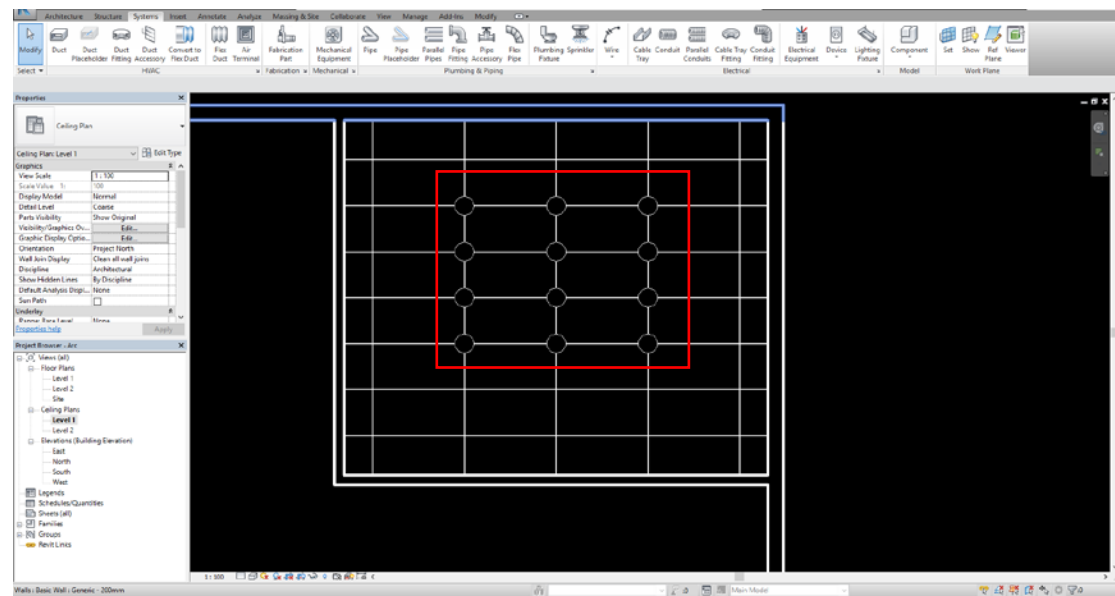 Architecture Structure Systems Insert Annotate Analyze Massing & Site Collaborate View Manage Add-Ins Modify
Modify Duct Duct Placeholder Duct Fitting Duct Accessory Convert to Flex Duct Flex Duct Air Terminal Fabrication Part Mechanical Equipment Pipe Pipe Placeholder Parallel Pipes Pipe Fitting Pipe Accessory Flex Pipe Plumbing Fixture Sprinkler Wire Cable Tray Conduit Parallel Conduits Cable Tray Fitting Conduit Fitting Electrical Equipment Device Lighting Fixture Component Set Show Ref Plane Viewer
Select HVAC Fabrication Mechanical Plumbing & Piping Electrical Model Work Plane
Properties
Ceiling Plan
Ceiling Plan: Level 1 Edit Type
Graphics
View Scale 1 : 100
Scale Value 1: 100
Display Model Normal
Detail Level Coarse
Parts Visibility Show Original
Visibility/Graphics Ov... Edit...
Graphic Display Optio... Edit...
Orientation Project North
Wall Join Display Clean all wall joins
Discipline Architectural
Show Hidden Lines By Discipline
Default Analysis Displ... None
Sun Path
Underlay
Range: Base Level None
Properties help Apply
Project Browser - Arc
Views (all)
Floor Plans
Level 1
Level 2
Site
Ceiling Plans
Level 1
Level 2
Elevations (Building Elevation)
East
North
South
West
Legends
Schedules/Quantities
Sheets (all)
Families
Groups
Revit Links
1 : 100
Walls : Basic Wall : Generic - 200mm :0 Main Model :0